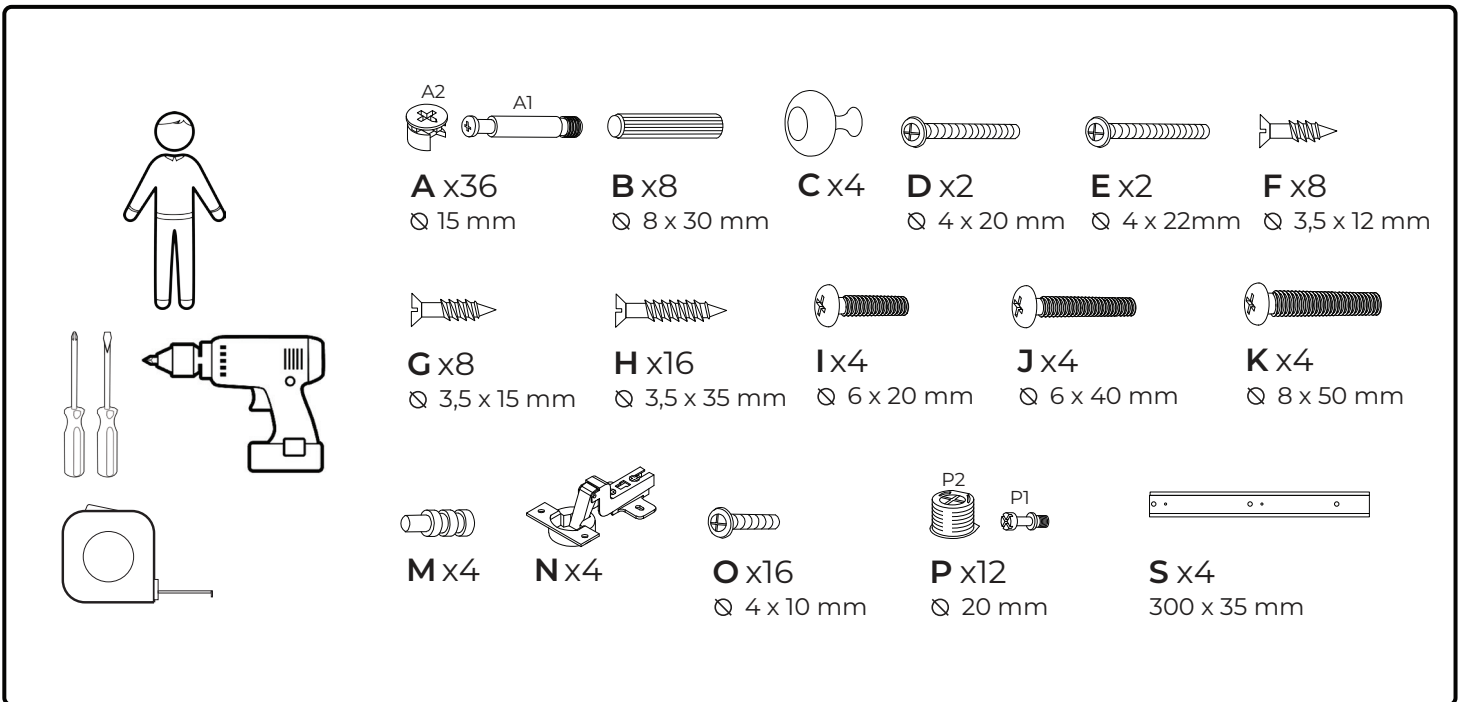 A2
A1
A x36
B x8
C x4
D x2
E x2
F x8
⌀ 15 mm
⌀ 8 x 30 mm
⌀ 4 x 20 mm
⌀ 4 x 22mm
⌀ 3,5 x 12 mm
G x8
H x16
I x4
J x4
K x4
⌀ 3,5 x 15 mm
⌀ 3,5 x 35 mm
⌀ 6 x 20 mm
⌀ 6 x 40 mm
⌀ 8 x 50 mm
P2
P1
M x4
N x4
O x16
P x12
S x4
⌀ 4 x 10 mm
⌀ 20 mm
300 x 35 mm